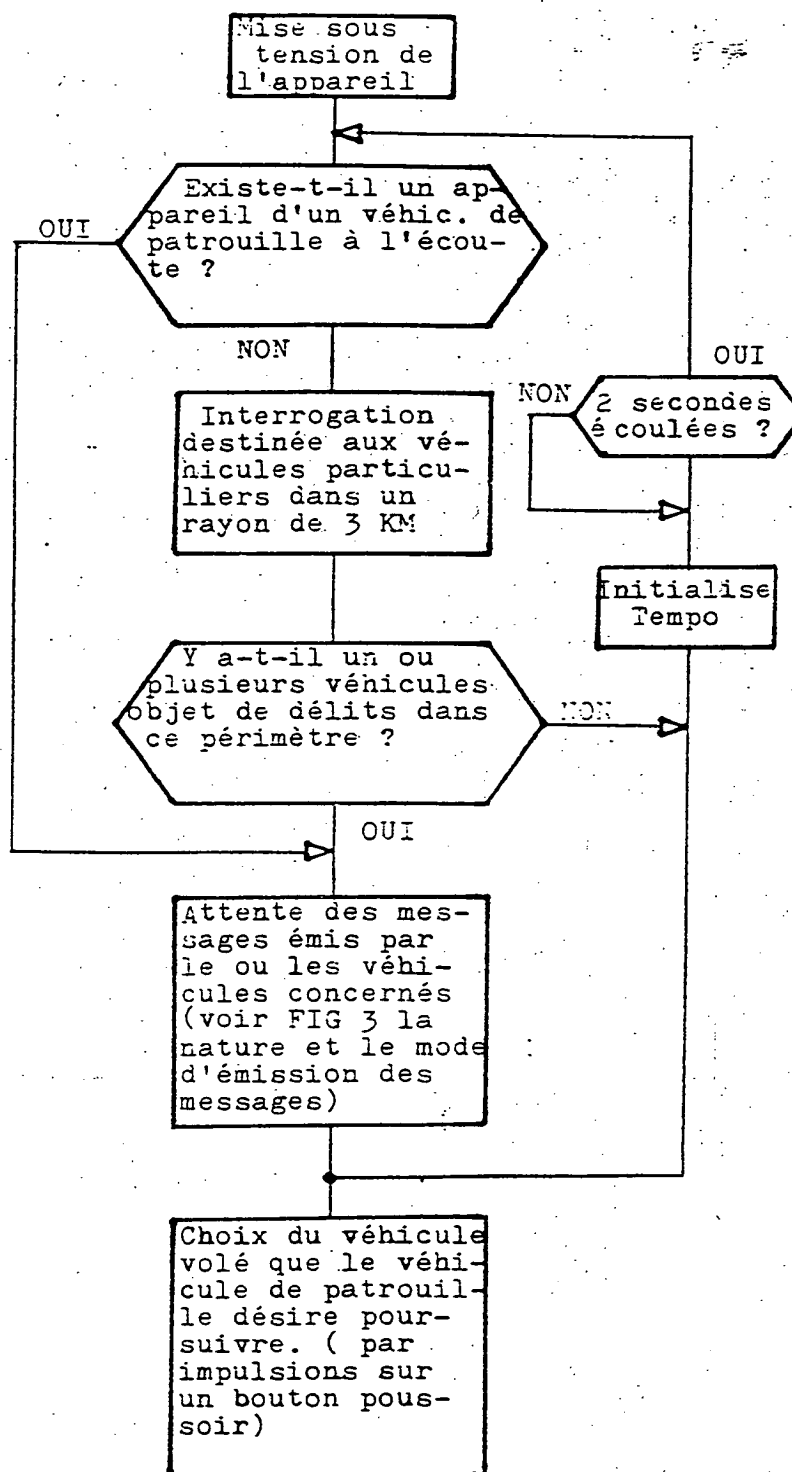 Mise sous
tension de
l'appareil
Existe-t-il un ap-
pareil d'un véhic. de
patrouille à l'écou-
te ?
OUI
NON
Interrogation
destinée aux vé-
hicules particu-
liers dans un
rayon de 3 KM
OUI
NON
2 secondes
écoulées ?
Initialise
Tempo
Y a-t-il un ou
plusieurs véhicules
objet de délits dans
ce périmètre ?
NON
OUI
Attente des mes-
sages émis par
le ou les véhi-
cules concernés
(voir FIG 3 la
nature et le mode
d'émission des
messages)
Choix du véhicule
volé que le véhi-
cule de patrouil-
le désire pour-
suivre. ( par
impulsions sur
un bouton pous-
soir)